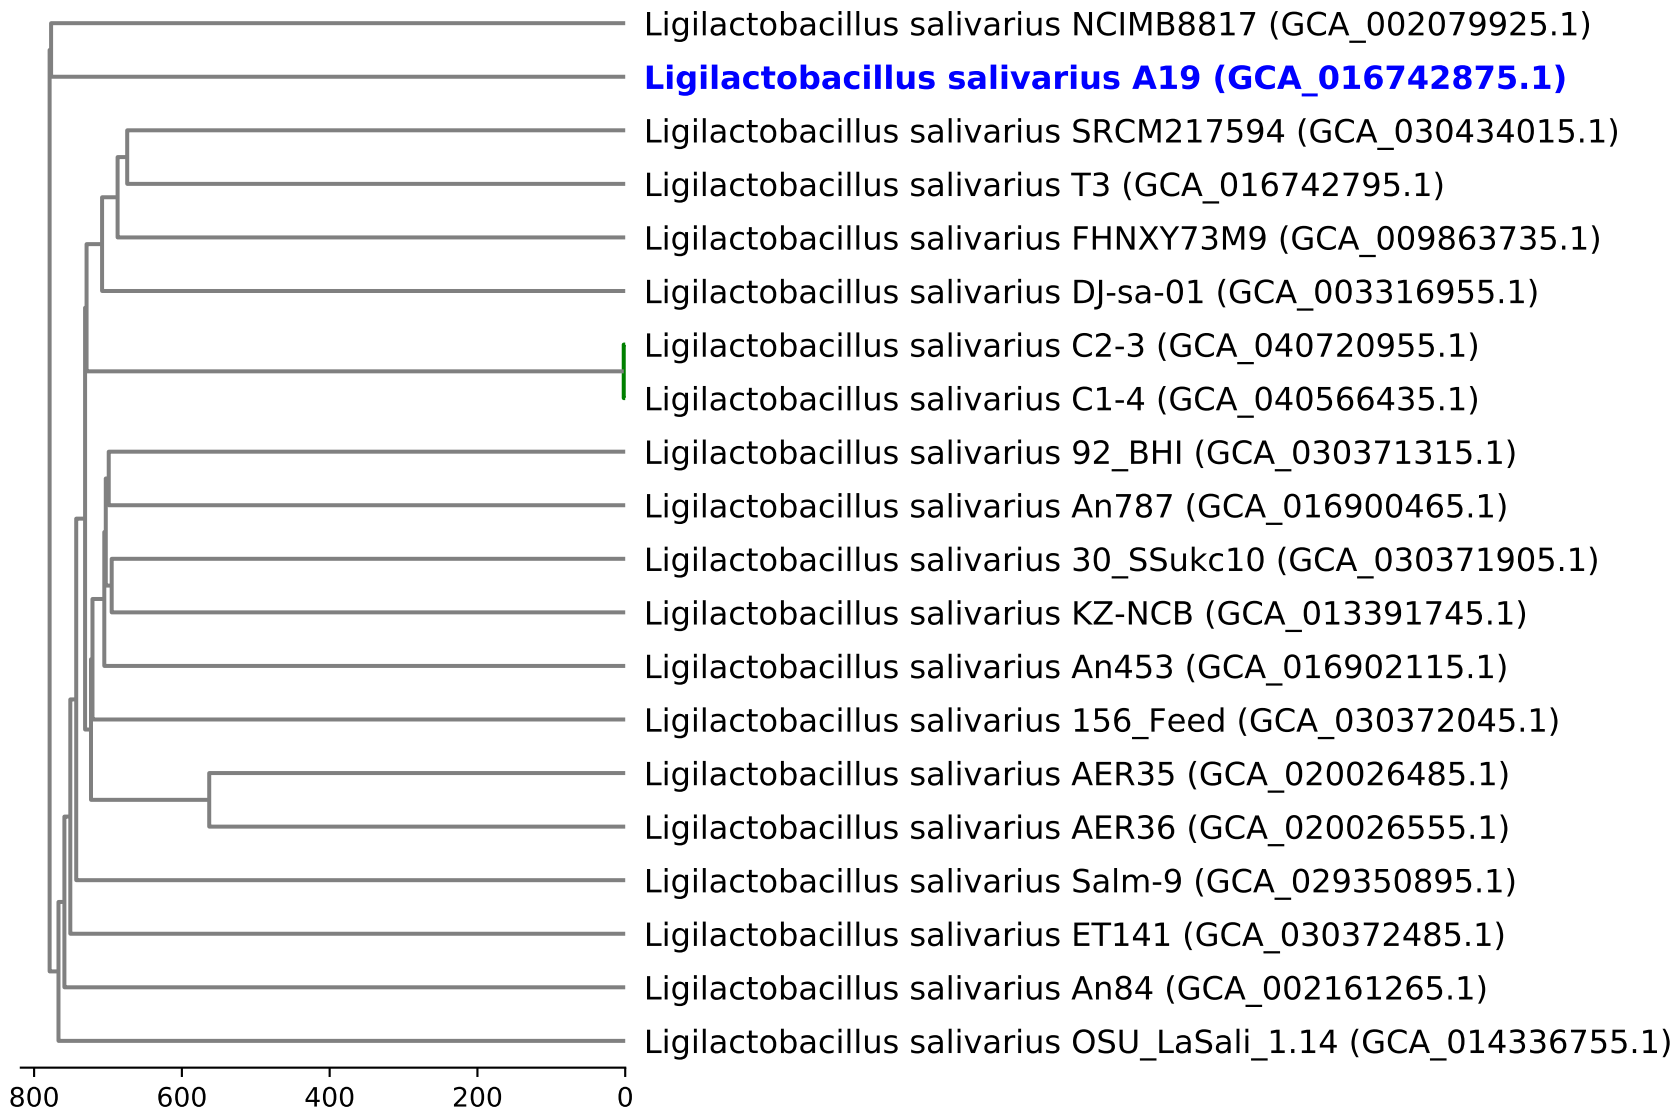 Ligilactobacillus salivarius NCIMB8817 (GCA_002079925.1)
Ligilactobacillus salivarius A19 (GCA_016742875.1)
Ligilactobacillus salivarius SRCM217594 (GCA_030434015.1)
Ligilactobacillus salivarius T3 (GCA_016742795.1)
Ligilactobacillus salivarius FHNXY73M9 (GCA_009863735.1)
Ligilactobacillus salivarius DJ-sa-01 (GCA_003316955.1)
Ligilactobacillus salivarius C2-3 (GCA_040720955.1)
Ligilactobacillus salivarius C1-4 (GCA_040566435.1)
Ligilactobacillus salivarius 92_BHI (GCA_030371315.1)
Ligilactobacillus salivarius An787 (GCA_016900465.1)
Ligilactobacillus salivarius 30_SSukc10 (GCA_030371905.1)
Ligilactobacillus salivarius KZ-NCB (GCA_013391745.1)
Ligilactobacillus salivarius An453 (GCA_016902115.1)
Ligilactobacillus salivarius 156_Feed (GCA_030372045.1)
Ligilactobacillus salivarius AER35 (GCA_020026485.1)
Ligilactobacillus salivarius AER36 (GCA_020026555.1)
Ligilactobacillus salivarius Salm-9 (GCA_029350895.1)
Ligilactobacillus salivarius ET141 (GCA_030372485.1)
Ligilactobacillus salivarius An84 (GCA_002161265.1)
Ligilactobacillus salivarius OSU_LaSali_1.14 (GCA_014336755.1)
800 600 400 200 0